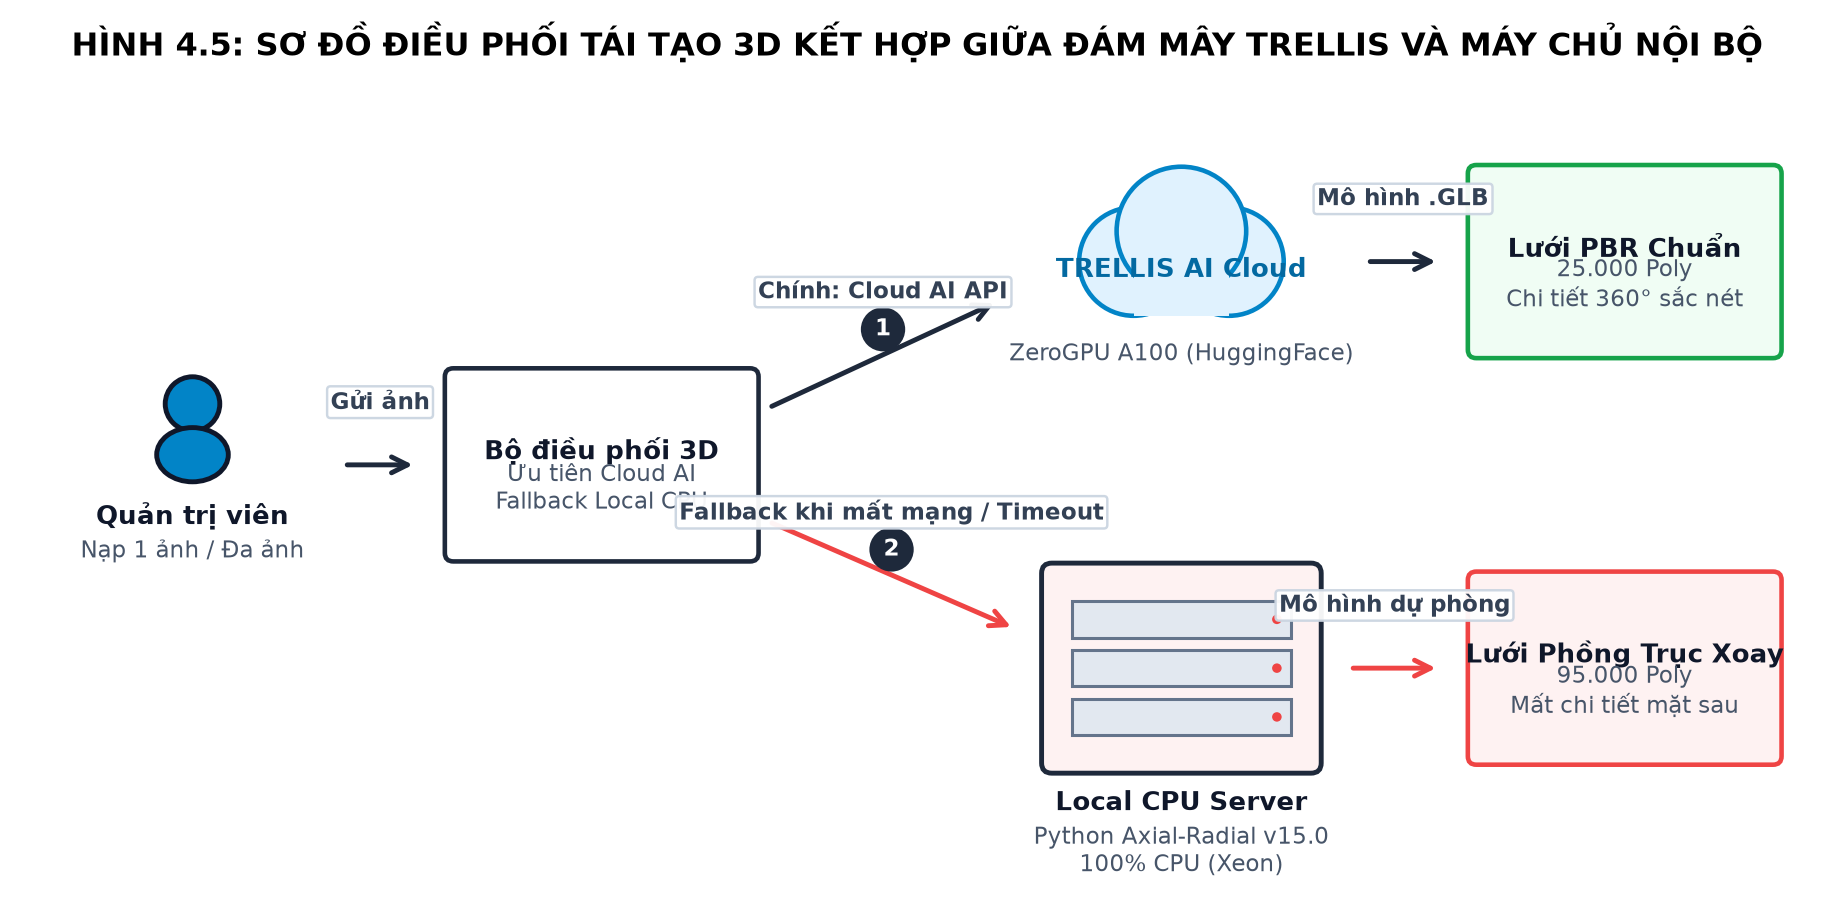 HÌNH 4.5: SƠ ĐỒ ĐIỀU PHỐI TÁI TẠO 3D KẾT HỢP GIỮA ĐÁM MÂY TRELLIS VÀ MÁY CHỦ NỘI BỘ
Quản trị viên
Nạp 1 ảnh / Đa ảnh
Gửi ảnh
Bộ điều phối 3D
Ưu tiên Cloud AI
Fallback Local CPU
Chính: Cloud AI API
1
TRELLIS AI Cloud
ZeroGPU A100 (HuggingFace)
Mô hình .GLB
Lưới PBR Chuẩn
25.000 Poly
Chi tiết 360° sắc nét
Fallback khi mất mạng / Timeout
2
Local CPU Server
Python Axial-Radial v15.0
100% CPU (Xeon)
Mô hình dự phòng
Lưới Phồng Trục Xoay
95.000 Poly
Mất chi tiết mặt sau